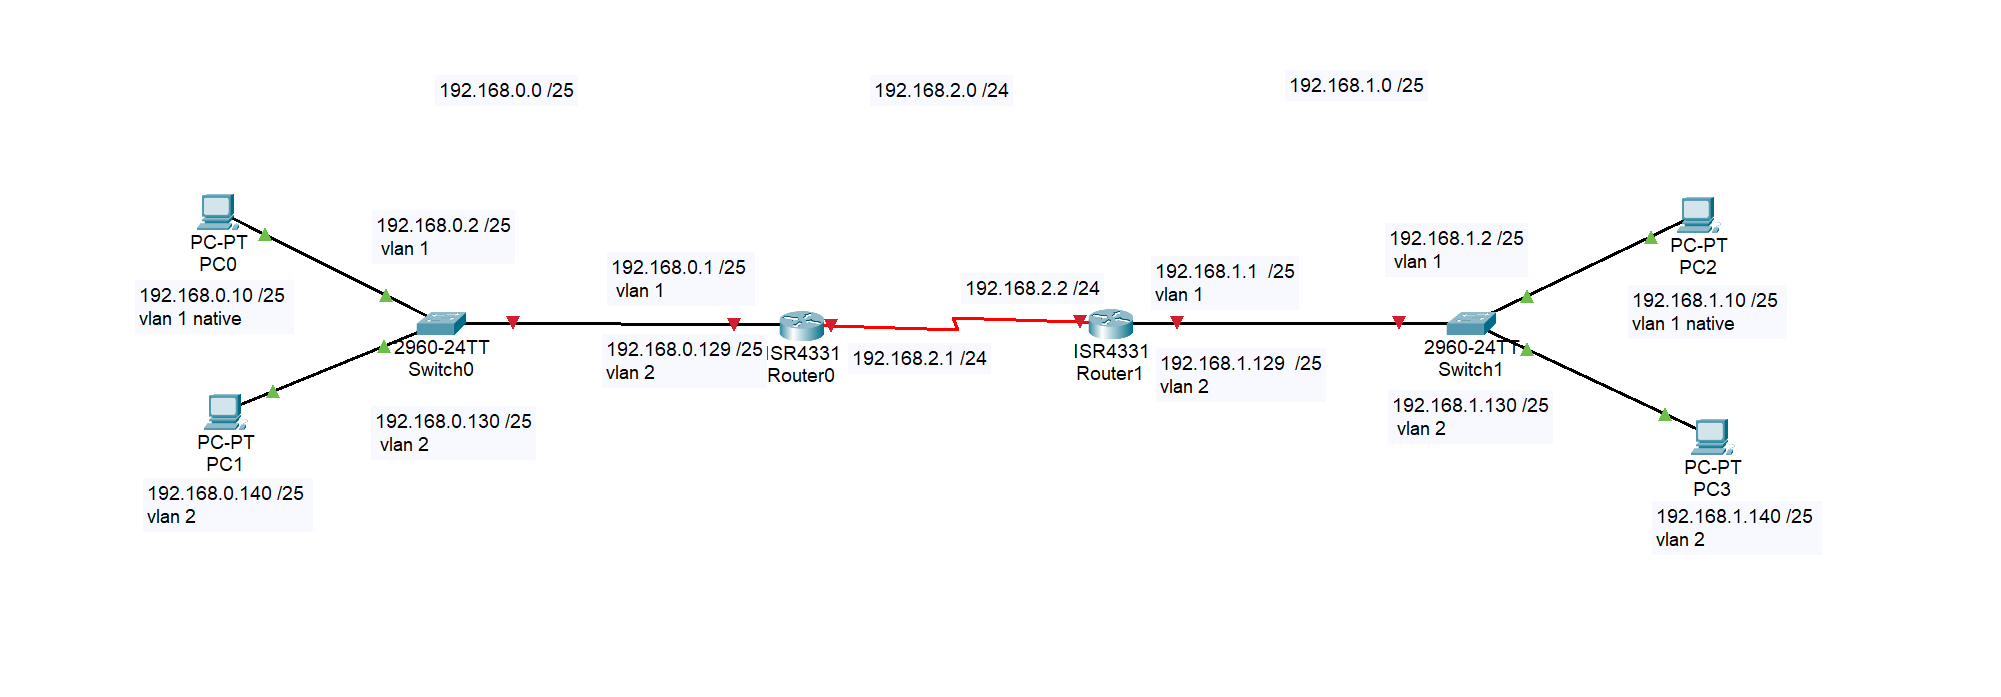 192.168.0.0 /25
192.168.2.0 /24
192.168.1.0 /25
PC-PT
PC0
192.168.0.10 /25
vlan 1 native
192.168.0.2 /25
vlan 1
192.168.0.1 /25
vlan 1
2960-24TT
Switch0
192.168.0.129 /25
vlan 2
ISR4331
Router0
192.168.2.1 /24
192.168.2.2 /24
PC-PT
PC1
192.168.0.140 /25
vlan 2
192.168.0.130 /25
vlan 2
192.168.1.1  /25
vlan 1
ISR4331
Router1
192.168.1.129  /25
vlan 2
192.168.1.2 /25
vlan 1
2960-24TT
Switch1
192.168.1.130 /25
vlan 2
PC-PT
PC2
192.168.1.10 /25
vlan 1 native
PC-PT
PC3
192.168.1.140 /25
vlan 2